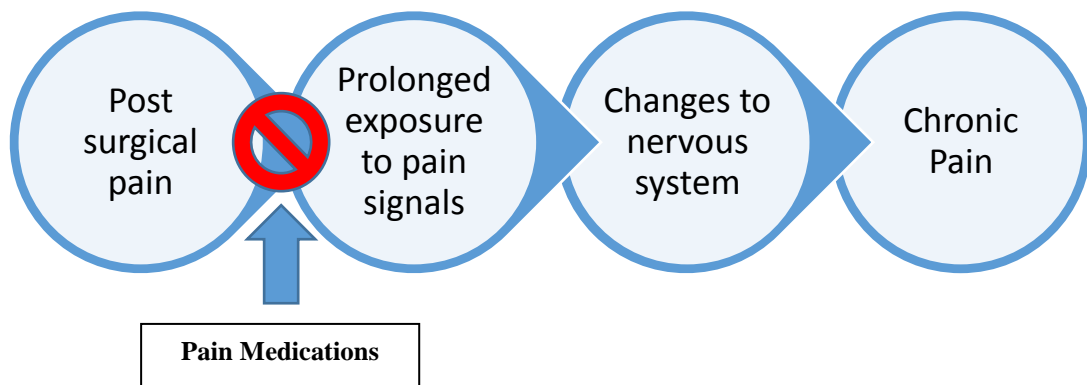 Post
surgical
pain
Prolonged
exposure
to pain
signals
Changes to
nervous
system
Chronic
Pain
Pain Medications